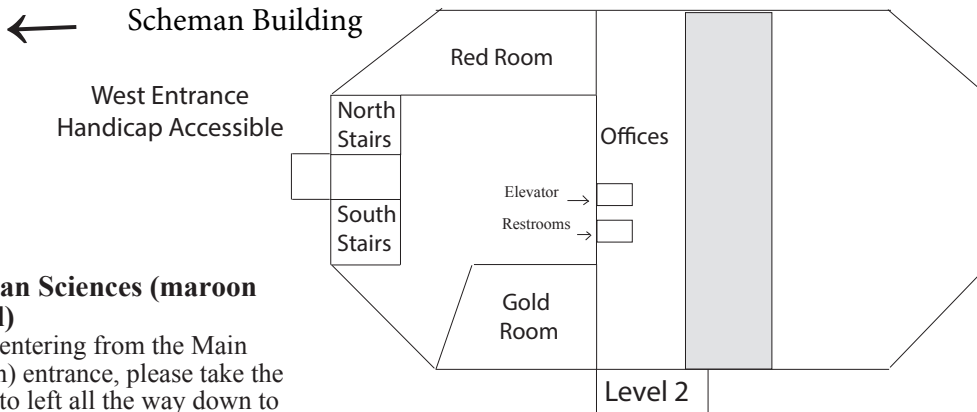 Scheman Building
West Entrance
Handicap Accessible
Red Room
North
Stairs
Offices
Elevator
Restrooms
South
Stairs
Gold
Room
Level 2
Sciences (maroon
entering from the Main
entrance, please take the
to left all the way down to